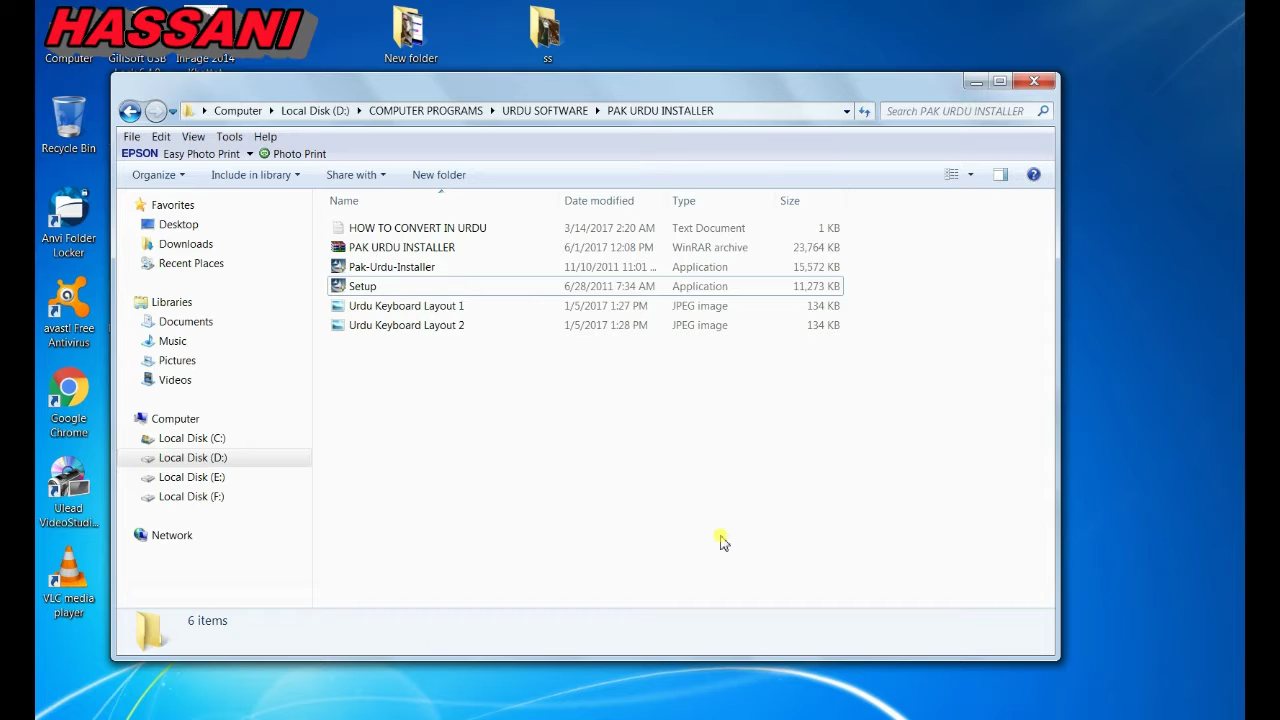 HASSANI
Computer
GiliSoft USB
InPage 2014
New folder
ss
Recycle Bin
Anvi Folder
Locker
avast! Free
Antivirus
Google
Chrome
Ulead
VideoStudi...
VLC media
player
Computer Local Disk (D:) COMPUTER PROGRAMS URDU SOFTWARE PAK URDU INSTALLER
Search PAK URDU INSTALLER
File Edit View Tools Help
EPSON Easy Photo Print Photo Print
Organize Include in library Share with New folder
Favorites
Desktop
Downloads
Recent Places
Libraries
Documents
Music
Pictures
Videos
Computer
Local Disk (C:)
Local Disk (D:)
Local Disk (E:)
Local Disk (F:)
Network
Name Date modified Type Size
HOW TO CONVERT IN URDU 3/14/2017 2:20 AM Text Document 1 KB
PAK URDU INSTALLER 6/1/2017 12:08 PM WinRAR archive 23,764 KB
Pak-Urdu-Installer 11/10/2011 11:01 ... Application 15,572 KB
Setup 6/28/2011 7:34 AM Application 11,273 KB
Urdu Keyboard Layout 1 1/5/2017 1:27 PM JPEG image 134 KB
Urdu Keyboard Layout 2 1/5/2017 1:28 PM JPEG image 134 KB
6 items